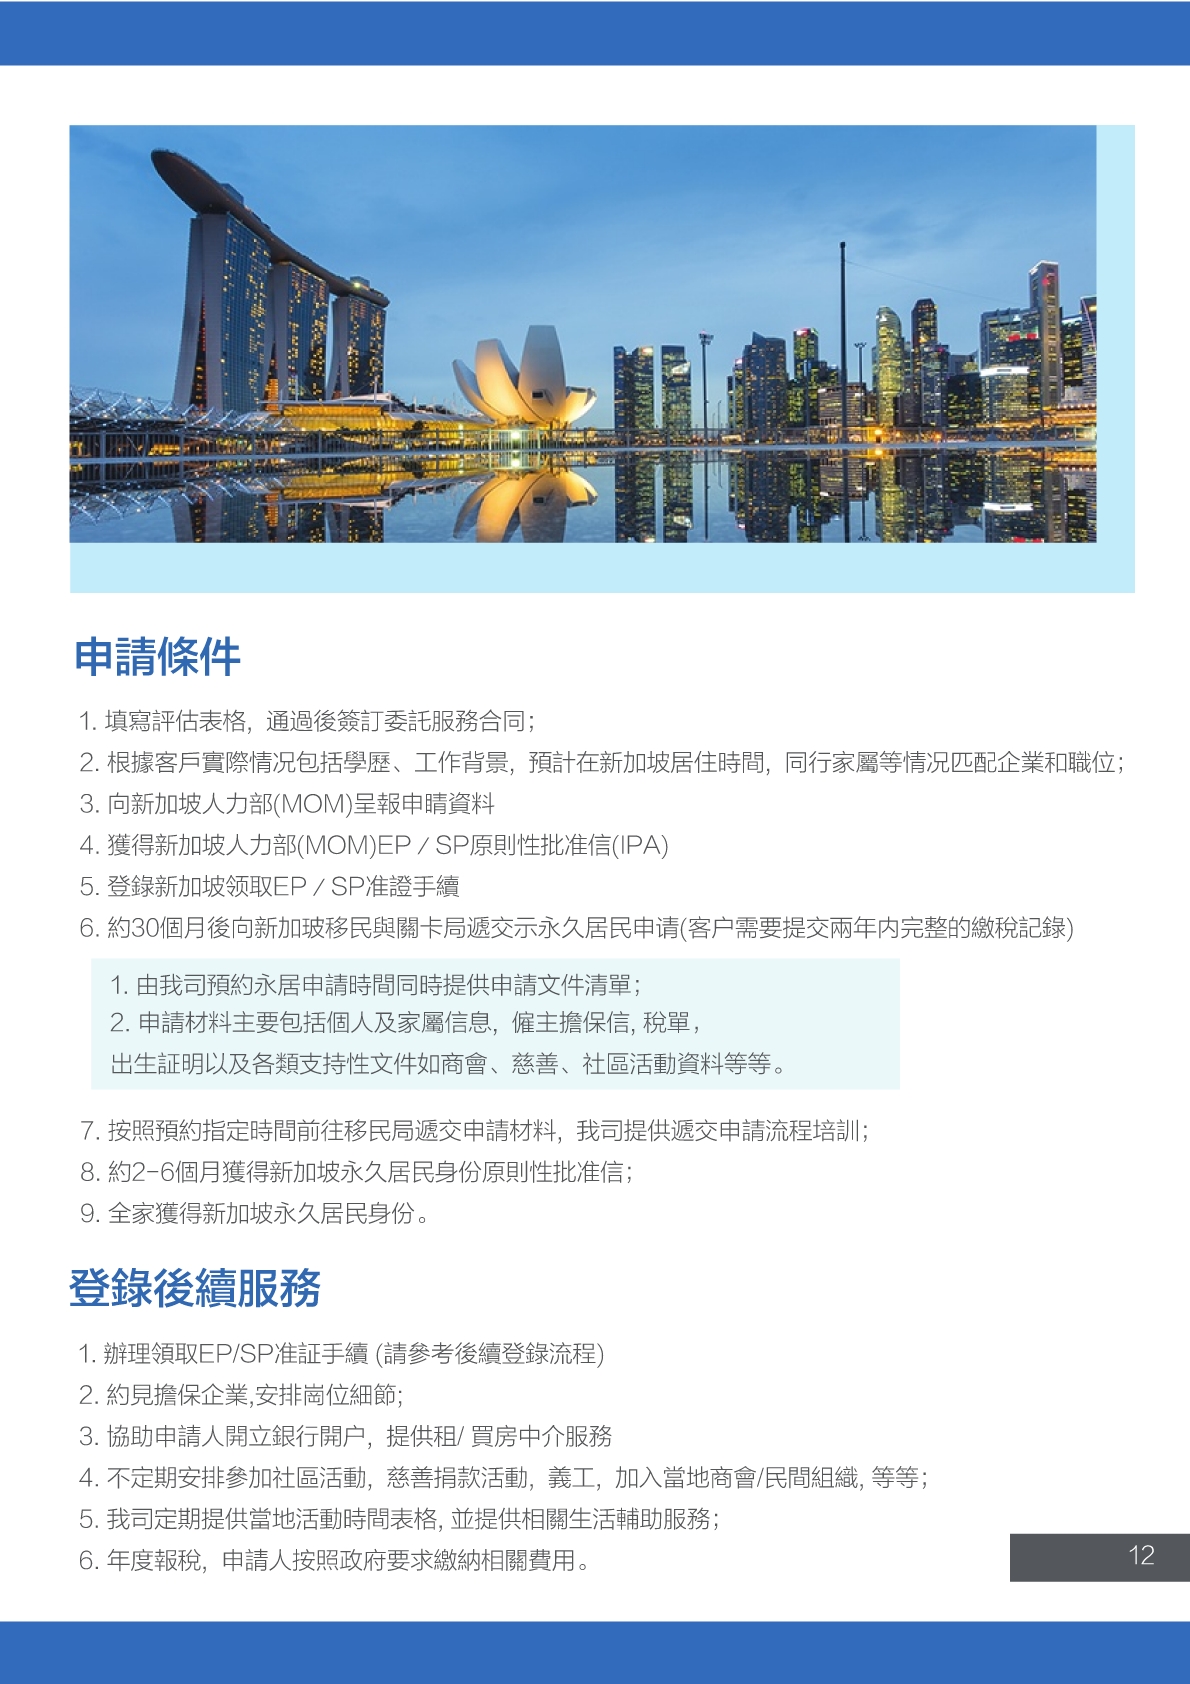 申請條件
1. 填寫評估表格, 通過後簽訂委託服務合同；
2. 根據客戶實際情況包括學歷、工作背景, 預計在新加坡居住時間, 同行家屬等情況匹配企業和職位；
3. 向新加坡人力部(MOM)呈報申睛資料
4. 獲得新加坡人力部(MOM)EP / SP原則性批准信(IPA)
5. 登錄新加坡领取EP / SP准證手續
6. 約30個月後向新加玻移民與關卡局遞交示永久居民申请(客户需要提交兩年内完整的繳稅記錄)
1. 由我司預約永居申請時間同時提供申請文件清單；
2. 申請材料主要包括個人及家屬信息, 僱主擔保信, 稅單，
出生証明以及各類支持性文件如商會、慈善、社區活動資料等等。
7. 按照預約指定時間前往移民局遞交申請材料, 我司提供遞交申請流程培訓；
8. 約2-6個月獲得新加坡永久居民身份原則性批准信；
9. 全家獲得新加坡永久居民身份。
登錄後續服務
1. 辦理領取EP/SP准証手續 (請參考後續登錄流程)
2. 約見擔保企業,安排崗位細節;
3. 協助申請人開立銀行開户, 提供租/ 買房中介服務
4. 不定期安排參加社區活動, 慈善捐款活動, 義工, 加入當地商會/民間組織, 等等；
5. 我司定期提供當地活動時間表格, 並提供相關生活輔助服務；
6. 年度報稅, 申請人按照政府要求繳納相關費用。
12